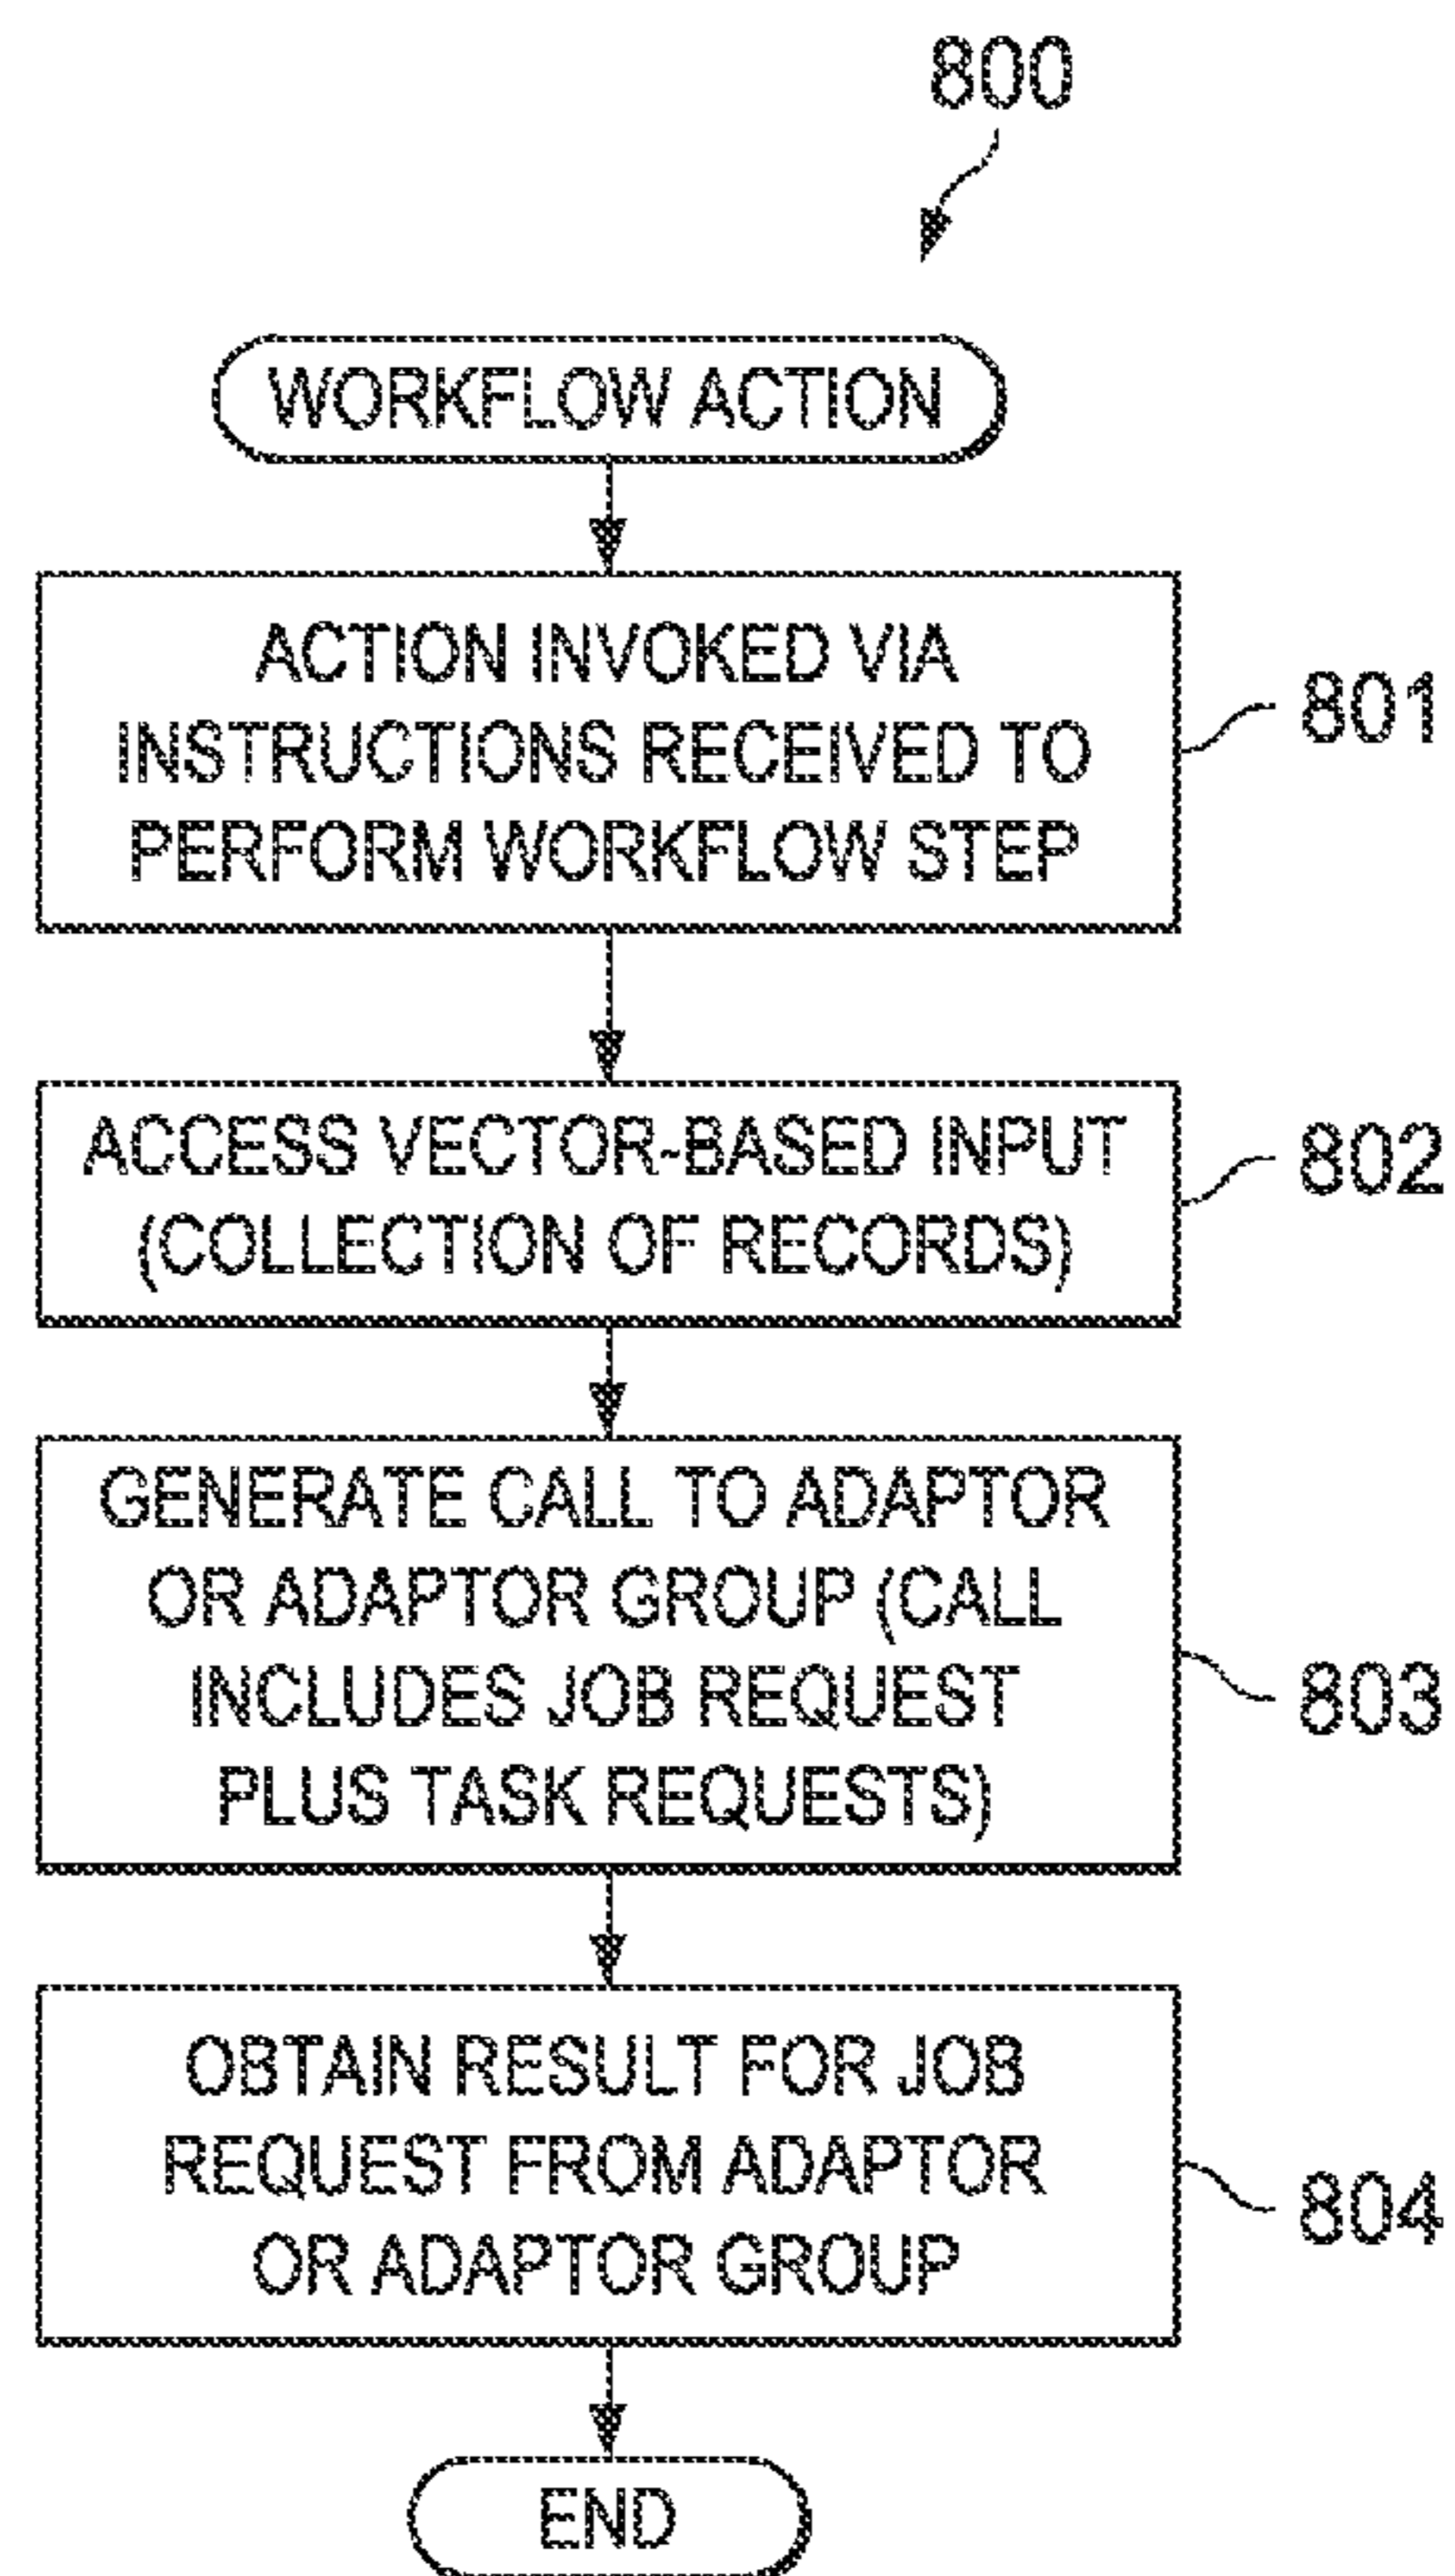 800
WORKFLOW ACTION
ACTION INVOKED VIA
INSTRUCTIONS RECEIVED TO
PERFORM WORKFLOW STEP
801
ACCESS VECTOR-BASED INPUT
(COLLECTION OF RECORDS)
802
GENERATE CALL TO ADAPTOR
OR ADAPTOR GROUP (CALL
INCLUDES JOB REQUEST
PLUS TASK REQUESTS)
803
OBTAIN RESULT FOR JOB
REQUEST FROM ADAPTOR
OR ADAPTOR GROUP
804
END